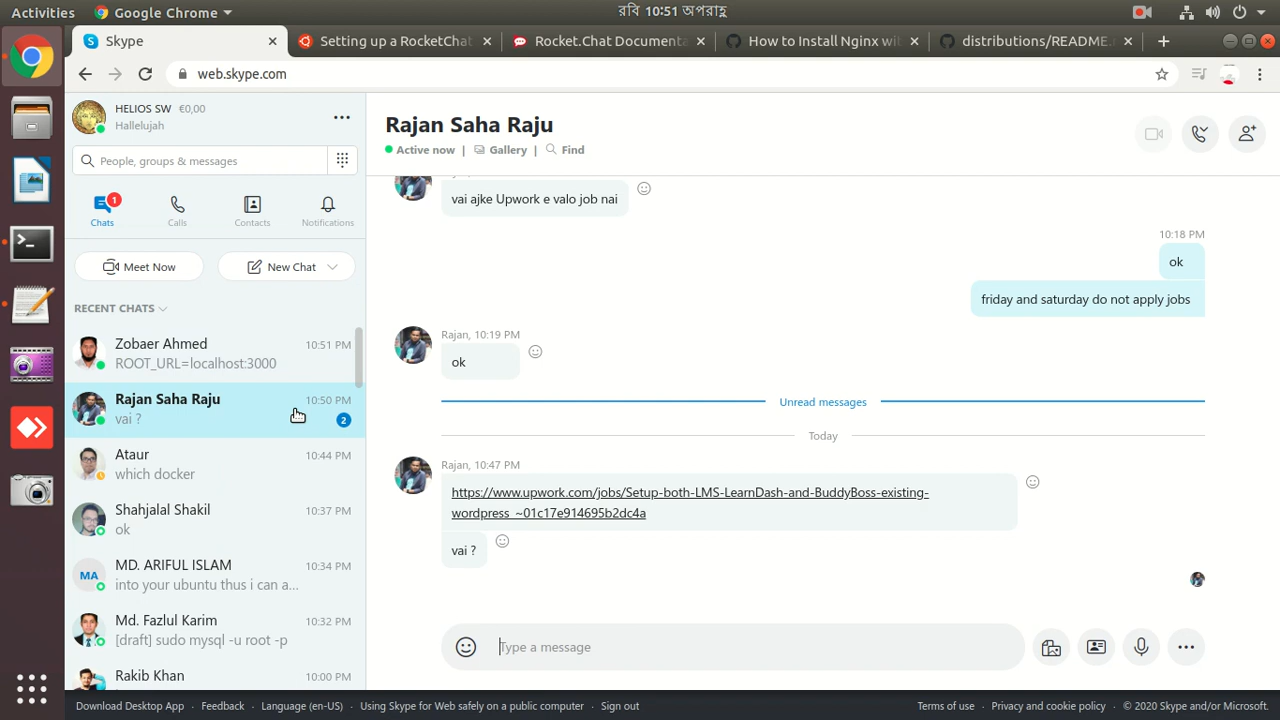 Activities
Google Chrome
রবি 10:51 অপরাহ্ণ
Skype
Setting up a RocketChat
Rocket.Chat Documenta
How to Install Nginx wit
distributions/README.
web.skype.com
HELIOS SW €0,00
Hallelujah
People, groups & messages
1
Chats
Calls
Contacts
Notifications
Meet Now
New Chat
RECENT CHATS
Zobaer Ahmed 10:51 PM
ROOT_URL=localhost:3000
Rajan Saha Raju 10:50 PM
vai ? 2
Ataur 10:44 PM
which docker
Shahjalal Shakil 10:37 PM
ok
MA
MD. ARIFUL ISLAM 10:34 PM
into your ubuntu thus i can a...
Md. Fazlul Karim 10:32 PM
[draft] sudo mysql -u root -p
Rakib Khan 10:00 PM
Rajan Saha Raju
Active now | Gallery | Find
vai ajke Upwork e valo job nai
10:18 PM
ok
friday and saturday do not apply jobs
Rajan, 10:19 PM
ok
Unread messages
Today
Rajan, 10:47 PM
https://www.upwork.com/jobs/Setup-both-LMS-LearnDash-and-BuddyBoss-existing-
wordpress_~01c17e914695b2dc4a
vai ?
Type a message
Download Desktop App
Feedback
Language (en-US)
Using Skype for Web safely on a public computer
Sign out
Terms of use
Privacy and cookie policy
© 2020 Skype and/or Microsoft.